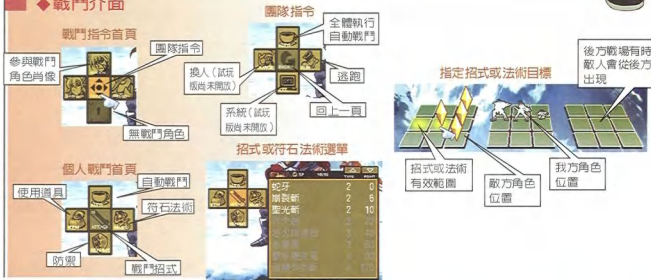 ◆戰鬥介面
戰鬥指令首頁
參與戰鬥
角色肖像
團隊指令
無戰鬥角色
團隊指令
全體執行
自動戰鬥
換人（試玩
版尚未開放）
逃跑
系統（試玩
版尚未開放）
回上一頁
指定招式或法術目標
後方戰場有時
敵人會從後方
出現
招式或法術
有效範圍
敵方角色
位置
我方角色
位置
個人戰鬥首頁
使用道具
自動戰鬥
符石法術
防禦
戰鬥招式
招式或符石法術選單
蛇牙 2 0
崩裂斬 2 6
聖光斬 2 10